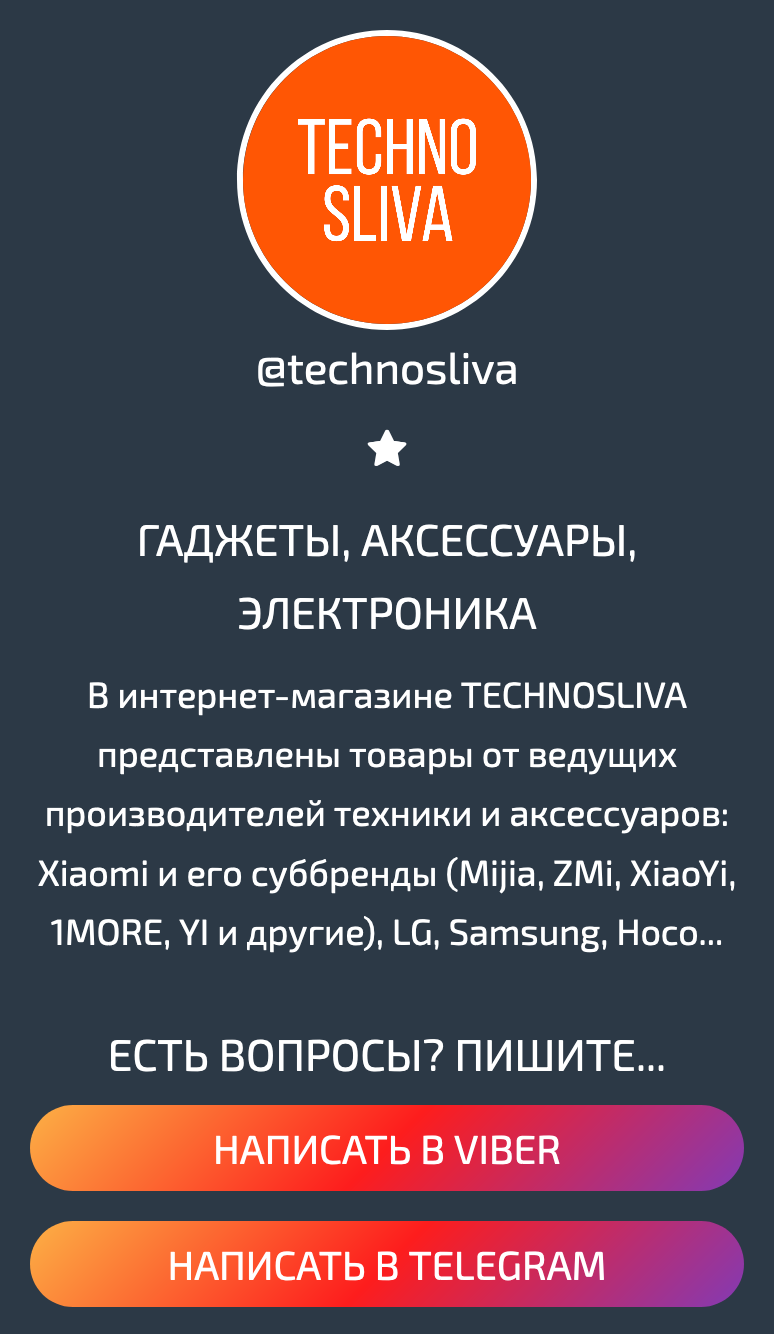 TECHNO
SLIVA
@technosliva
ГАДЖЕТЫ, АКСЕССУАРЫ,
ЭЛЕКТРОНИКА
В интернет-магазине TECHNOSLIVA
представлены товары от ведущих
производителей техники и аксессуаров:
Xiaomi и его суббренды (Mijia, ZMi, XiaoYi,
1MORE, YI и другие), LG, Samsung, Hoco...
ЕСТЬ ВОПРОСЫ? ПИШИТЕ...
НАПИСАТЬ В VIBER
НАПИСАТЬ В TELEGRAM